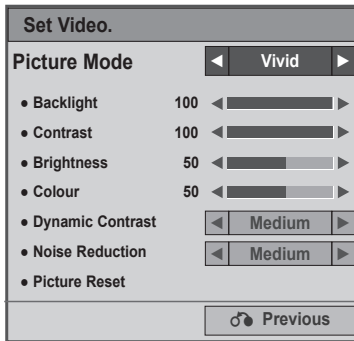 Set Video.
Picture Mode ◀ Vivid ▶
• Backlight 100
• Contrast 100
• Brightness 50
• Colour 50
• Dynamic Contrast ◀ Medium ▶
• Noise Reduction ◀ Medium ▶
• Picture Reset
Previous